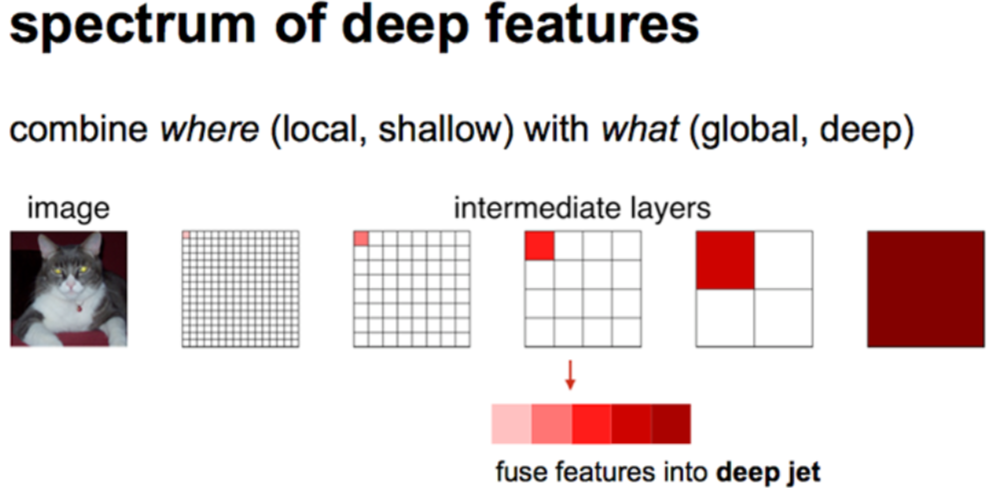 spectrum of deep features
combine where (local, shallow) with what (global, deep)
image
intermediate layers
fuse features into deep jet